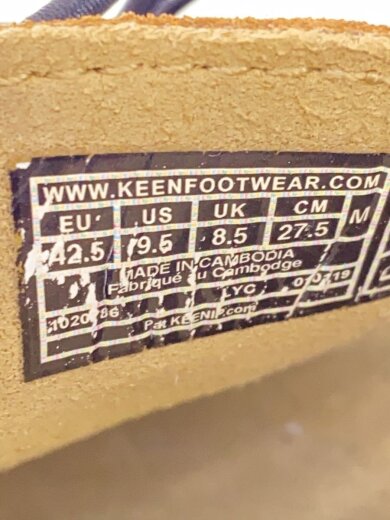 WWW.KEENFOOTWEAR.COM
EU US UK CM M
42.5 9.5 8.5 27.5
MADE IN CAMBODIA
Fabriqué au Cambodge
LYC
Pat.KEENIP.com